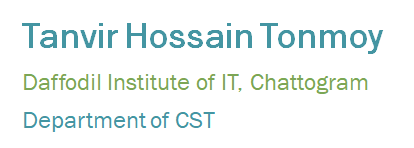 Tanvir Hossain Tonmoy
Daffodil Institute of IT, Chattogram
Department of CST